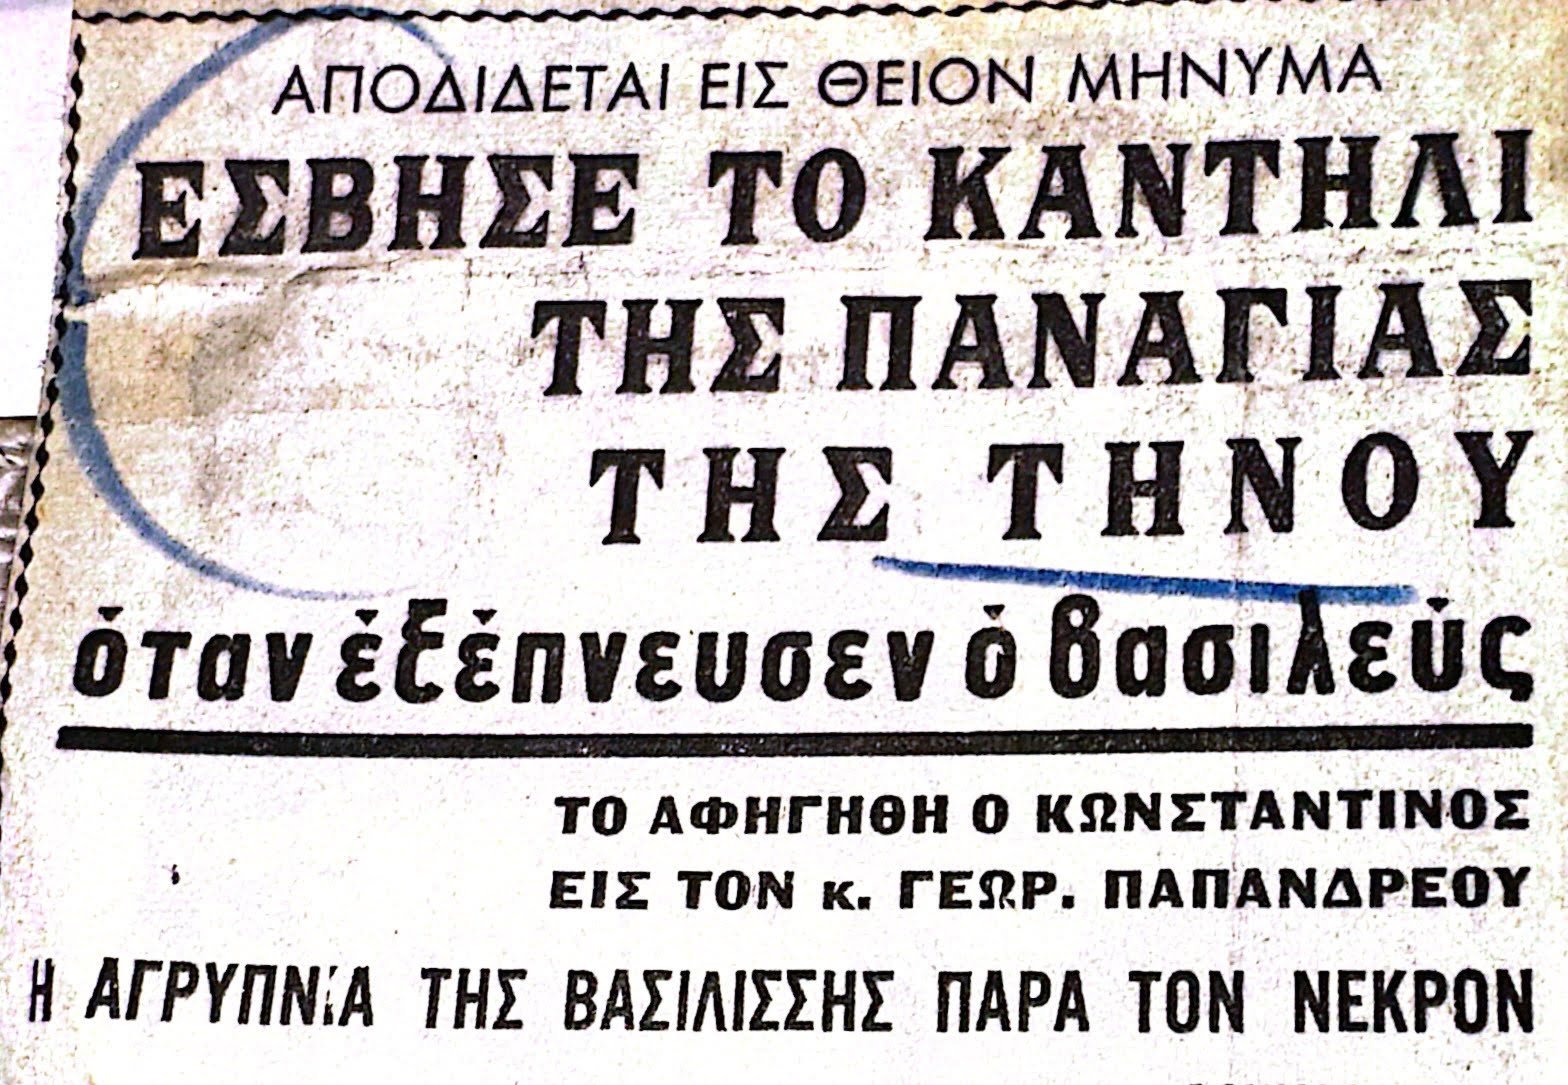 ΑΠΟΔΙΔΕΤΑΙ ΕΙΣ ΘΕΙΟΝ ΜΗΝΥΜΑ
ΕΣΒΗΣΕ ΤΟ ΚΑΝΤΗΛΙ
ΤΗΣ ΠΑΝΑΓΙΑΣ
ΤΗΣ ΤΗΝΟΥ
ὅταν ἐξέπνευσεν ὁ βασιλεύς
ΤΟ ΑΦΗΓΗΘΗ Ο ΚΩΝΣΤΑΝΤΙΝΟΣ
ΕΙΣ ΤΟΝ κ. ΓΕΩΡ. ΠΑΠΑΝΔΡΕΟΥ
Η ΑΓΡΥΠΝΙΑ ΤΗΣ ΒΑΣΙΛΙΣΣΗΣ ΠΑΡΑ ΤΟΝ ΝΕΚΡΟΝ